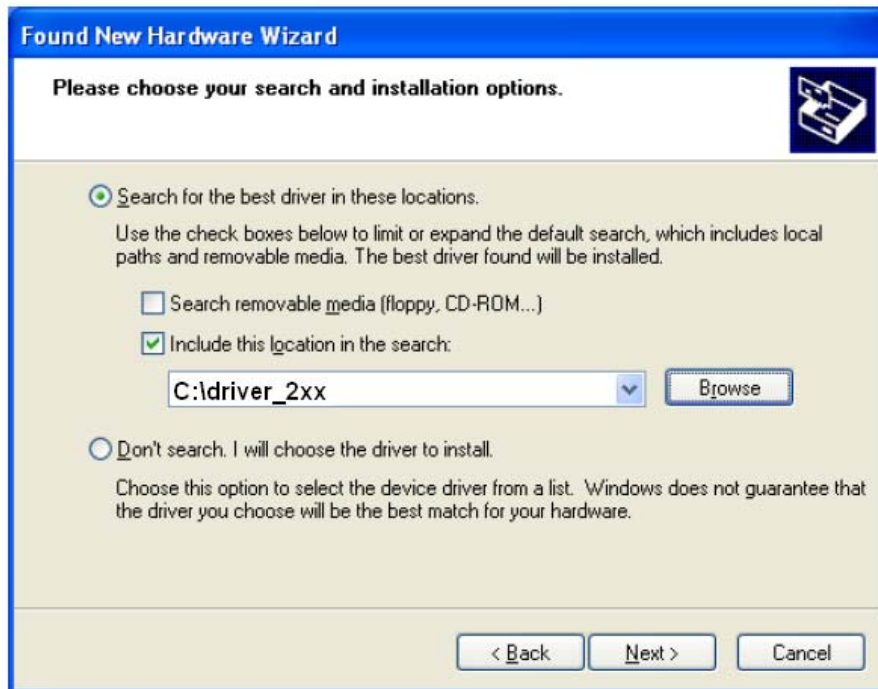 Found New Hardware Wizard
Please choose your search and installation options.
Search for the best driver in these locations.
Use the check boxes below to limit or expand the default search, which includes local
paths and removable media. The best driver found will be installed.
Search removable media (floppy, CD-ROM...)
Include this location in the search:
C:\driver_2xx
Browse
Don't search. I will choose the driver to install.
Choose this option to select the device driver from a list. Windows does not guarantee that
the driver you choose will be the best match for your hardware.
< Back Next > Cancel